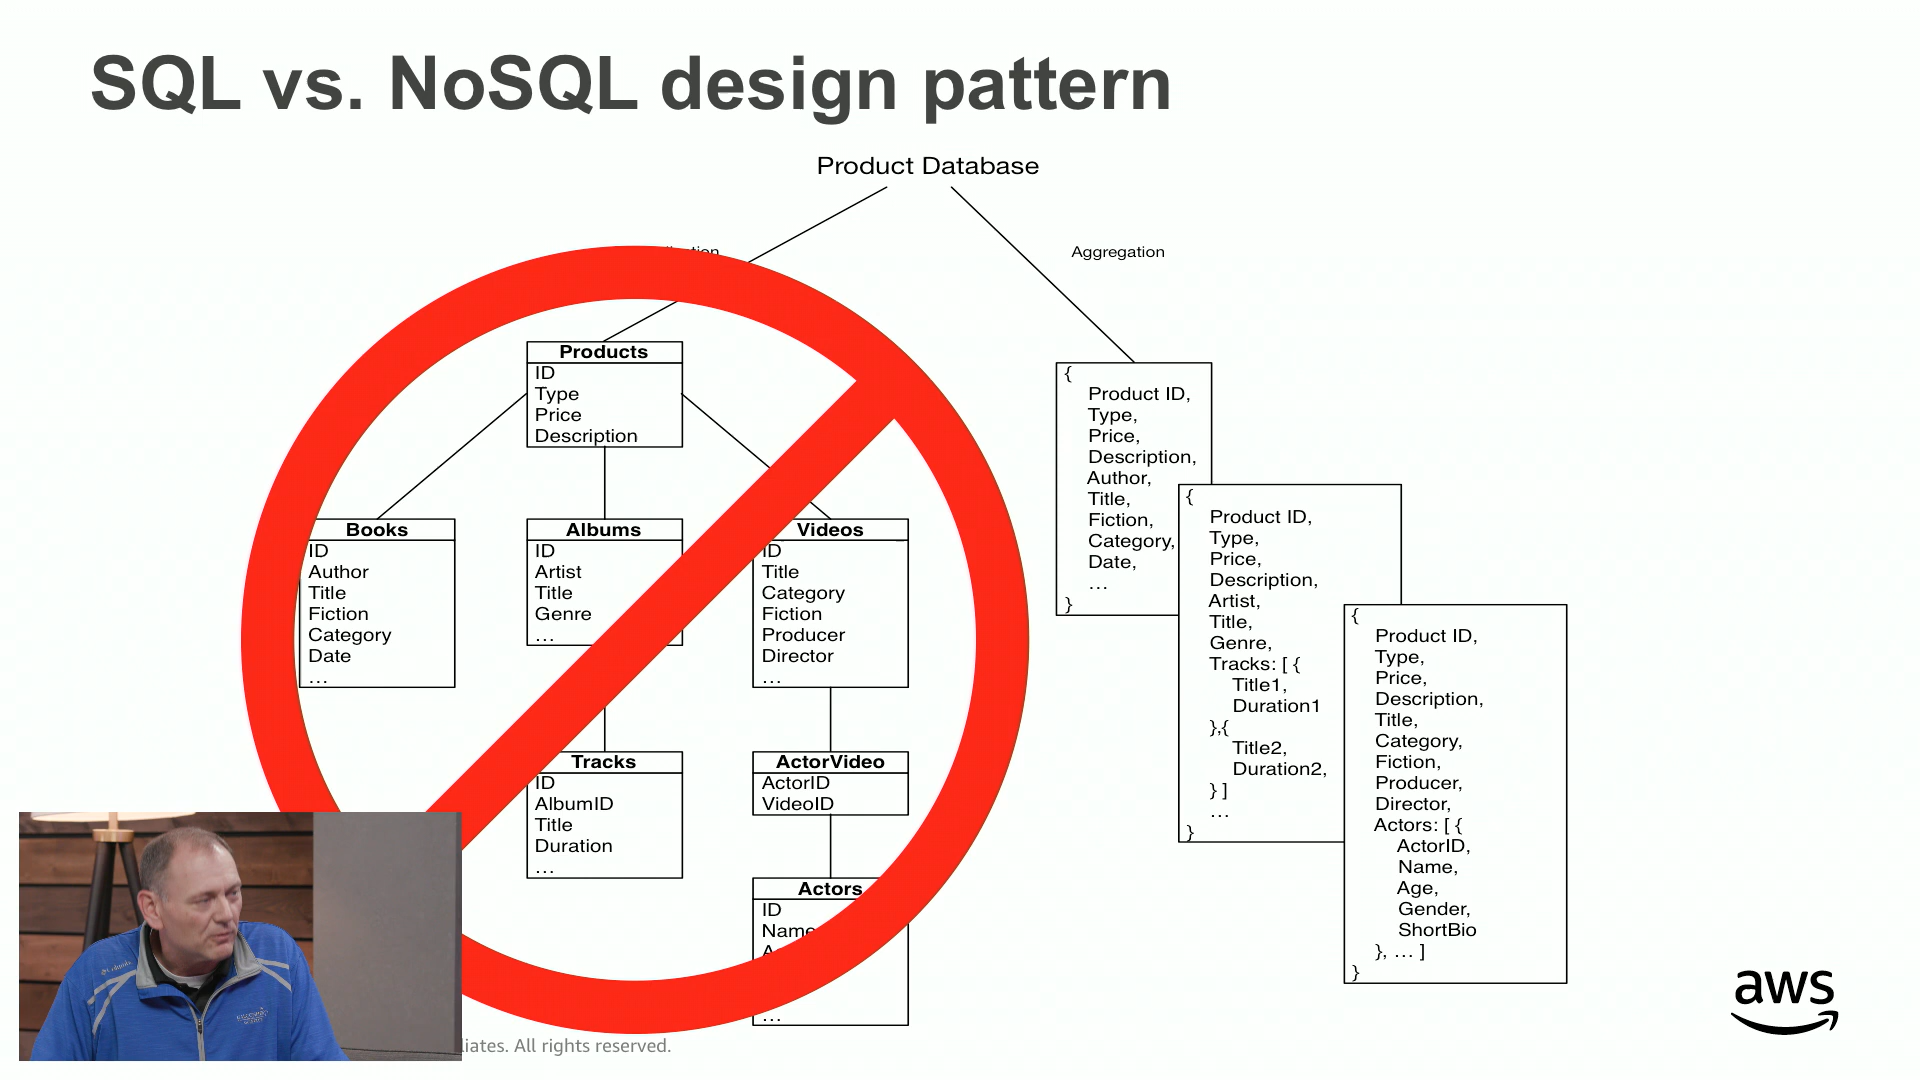 SQL vs. NoSQL design pattern
Product Database
Aggregation
Products
ID
Type
Price
Description
Books
ID
Author
Title
Fiction
Category
Date
...
Albums
ID
Artist
Title
Genre
...
Videos
ID
Title
Category
Fiction
Producer
Director
...
Tracks
ID
AlbumID
Title
Duration
...
ActorVideo
ActorID
VideoID
Actors
ID
Name
...
{
Product ID,
Type,
Price,
Description,
Author,
Title,
Fiction,
Category,
Date,
...
}
{
Product ID,
Type,
Price,
Description,
Artist,
Title,
Genre,
Tracks: [ {
Title1,
Duration1
},{
Title2,
Duration2,
} ]
...
}
{
Product ID,
Type,
Price,
Description,
Title,
Category,
Fiction,
Producer,
Director,
Actors: [ {
ActorID,
Name,
Age,
Gender,
ShortBio
}, ... ]
}
aws
All rights reserved.